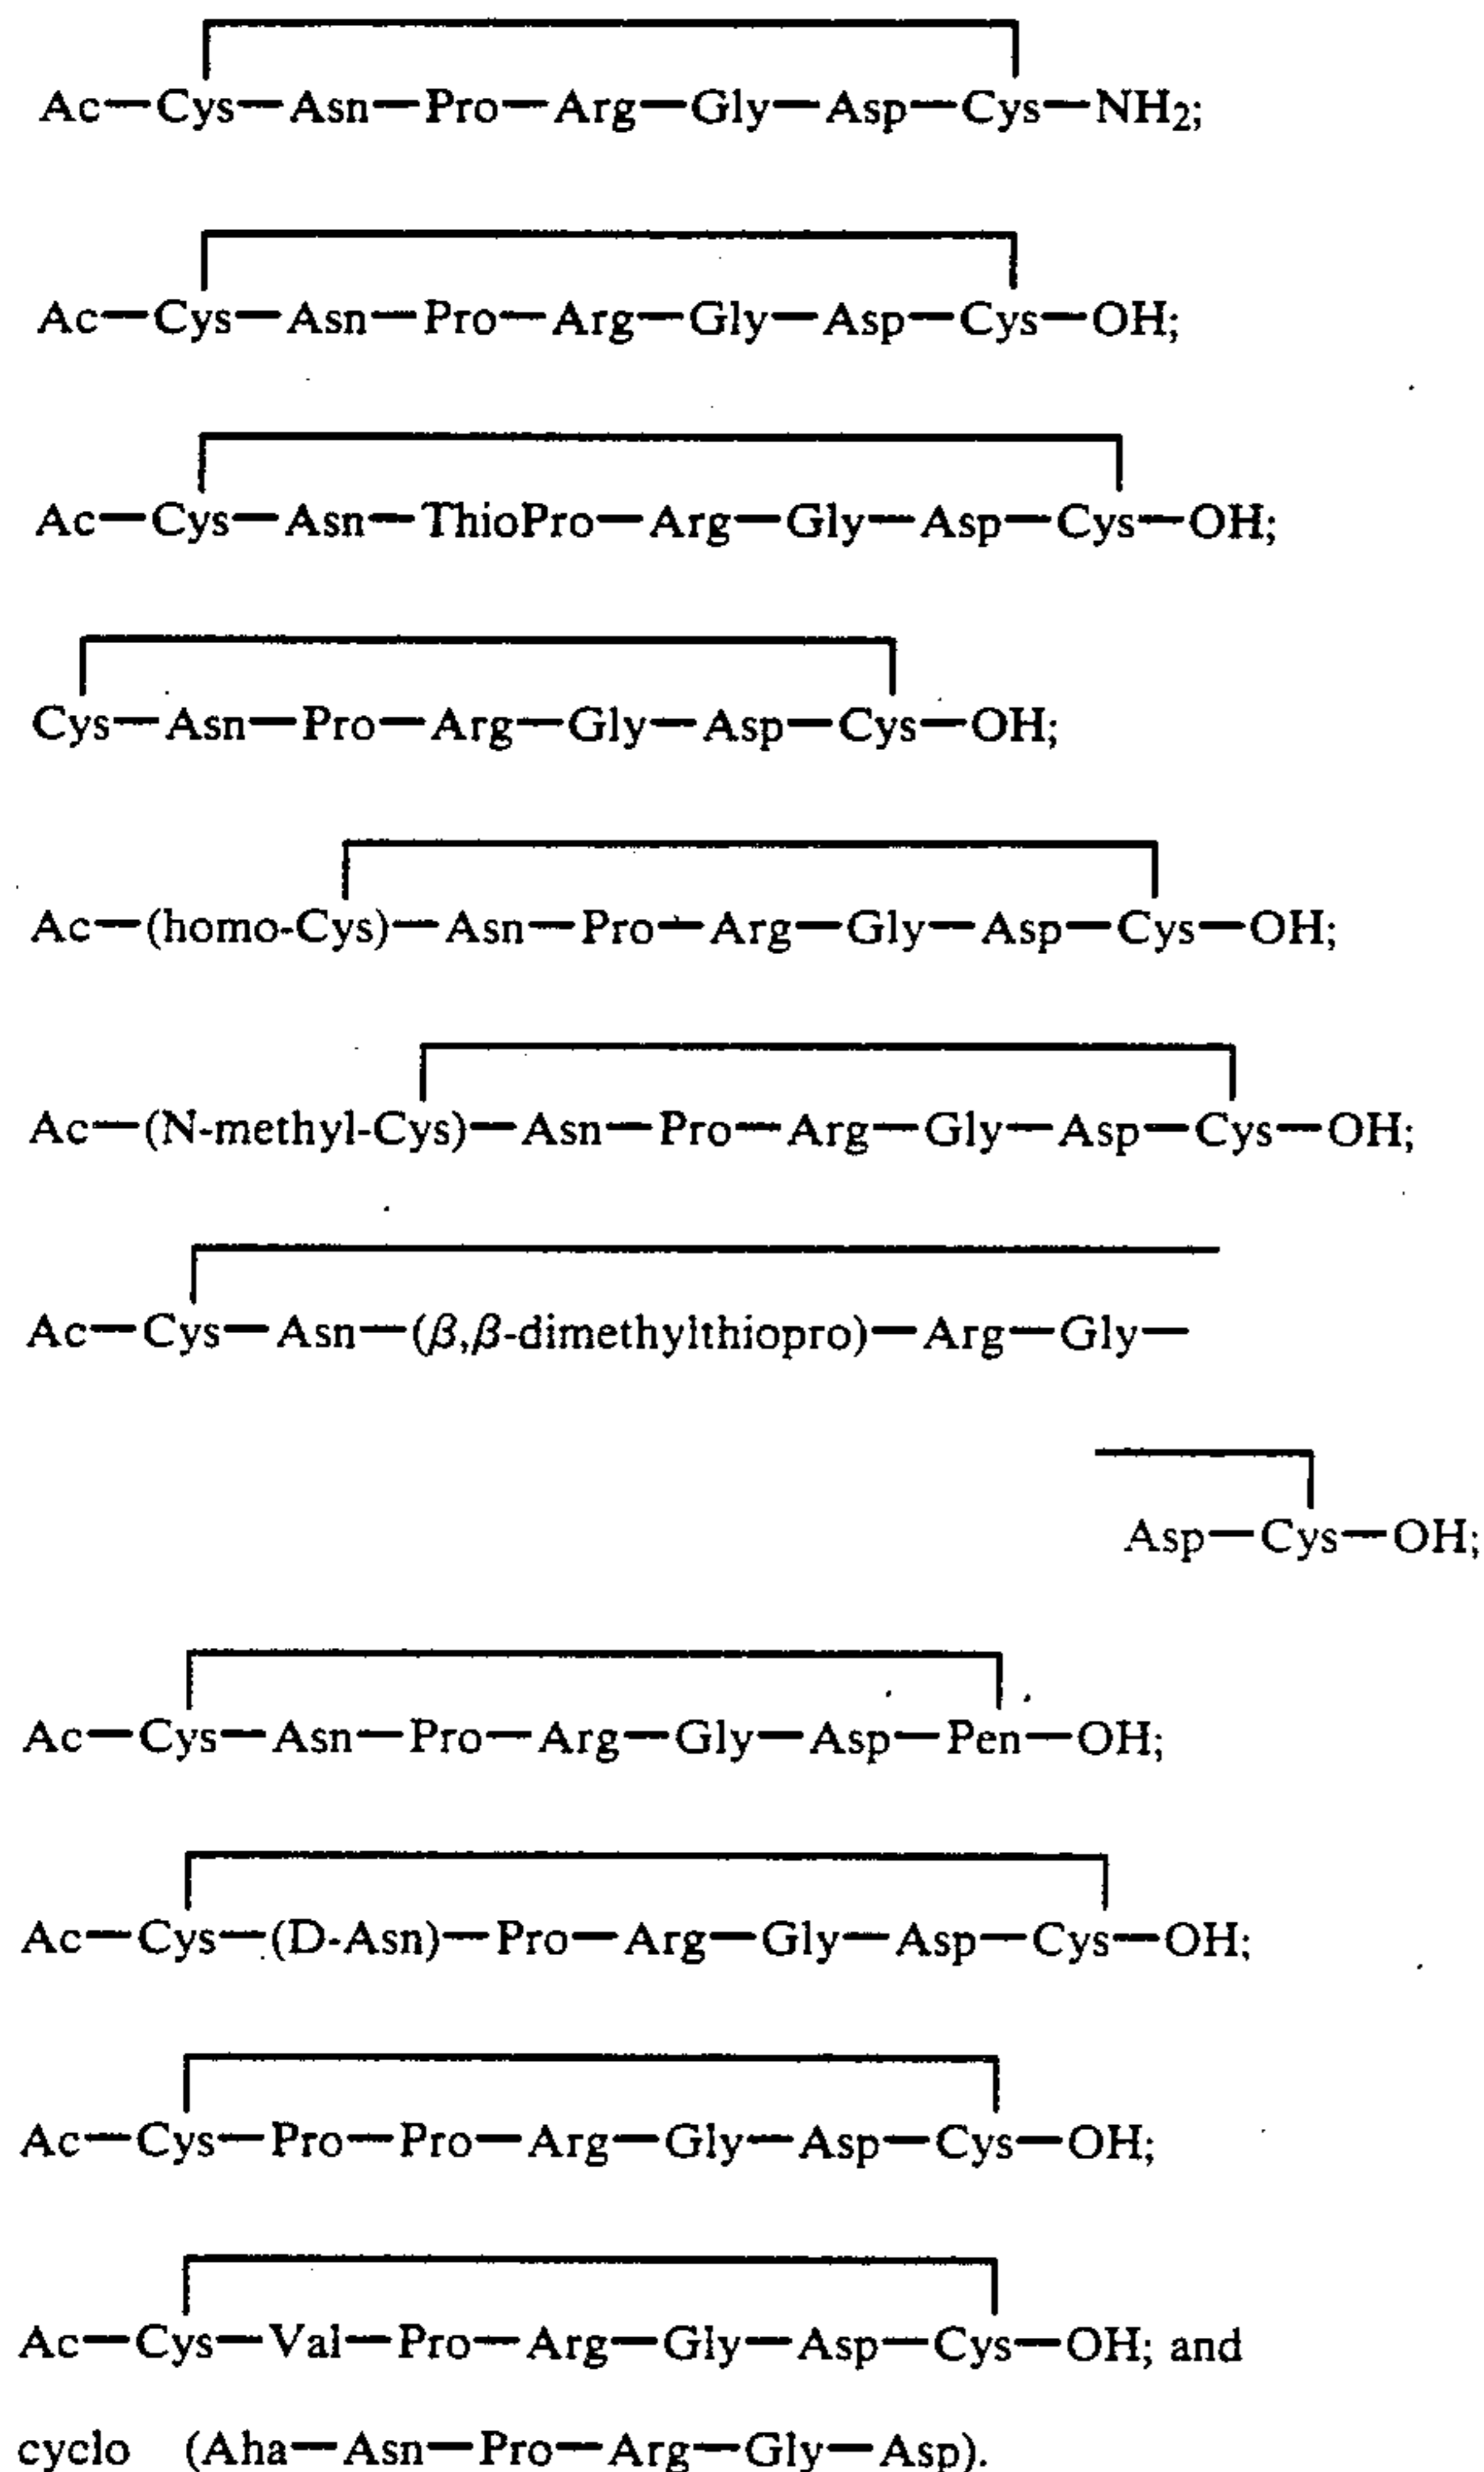 Ac—Cys—Asn—Pro—Arg—Gly—Asp—Cys—NH2;
Ac—Cys—Asn—Pro—Arg—Gly—Asp—Cys—OH;
Ac—Cys—Asn—ThioPro—Arg—Gly—Asp—Cys—OH;
Cys—Asn—Pro—Arg—Gly—Asp—Cys—OH;
Ac—(homo-Cys)—Asn—Pro—Arg—Gly—Asp—Cys—OH;
Ac—(N-methyl-Cys)—Asn—Pro—Arg—Gly—Asp—Cys—OH;
Ac—Cys—Asn—(β,β-dimethylthiopro)—Arg—Gly—
Asp—Cys—OH;
Ac—Cys—Asn—Pro—Arg—Gly—Asp—Pen—OH;
Ac—Cys—(D-Asn)—Pro—Arg—Gly—Asp—Cys—OH;
Ac—Cys—Pro—Pro—Arg—Gly—Asp—Cys—OH;
Ac—Cys—Val—Pro—Arg—Gly—Asp—Cys—OH; and
cyclo (Aha—Asn—Pro—Arg—Gly—Asp).